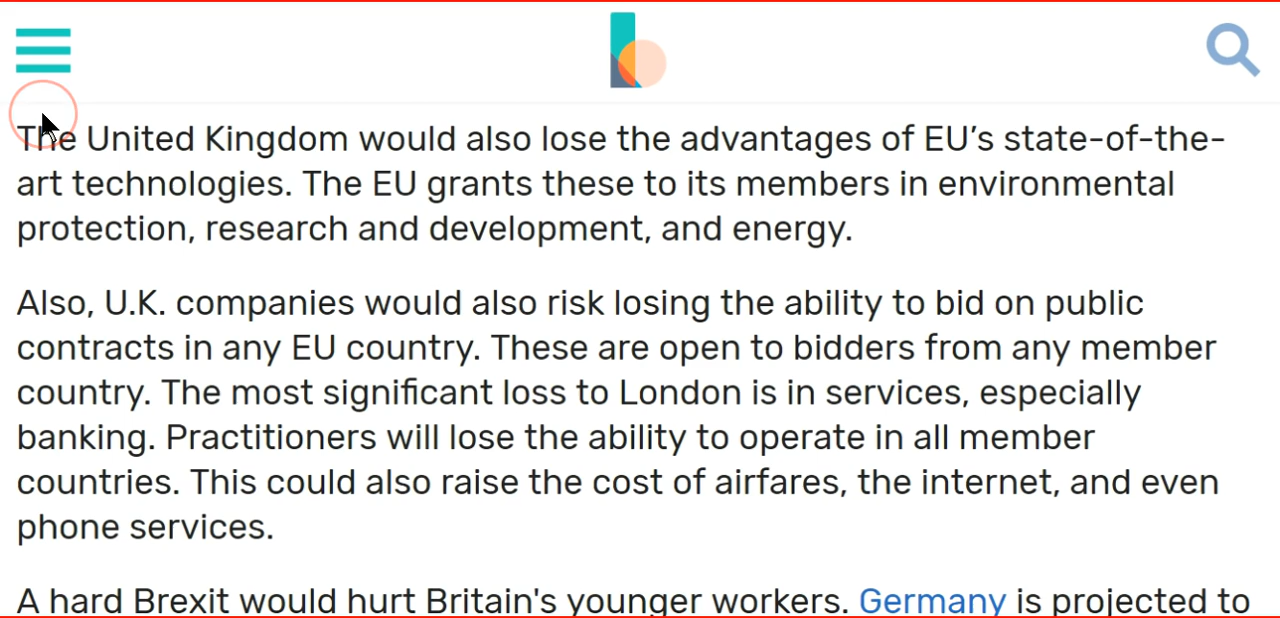 The United Kingdom would also lose the advantages of EU’s state-of-the-
art technologies. The EU grants these to its members in environmental
protection, research and development, and energy.
Also, U.K. companies would also risk losing the ability to bid on public
contracts in any EU country. These are open to bidders from any member
country. The most significant loss to London is in services, especially
banking. Practitioners will lose the ability to operate in all member
countries. This could also raise the cost of airfares, the internet, and even
phone services.
A hard Brexit would hurt Britain's younger workers. Germany is projected to